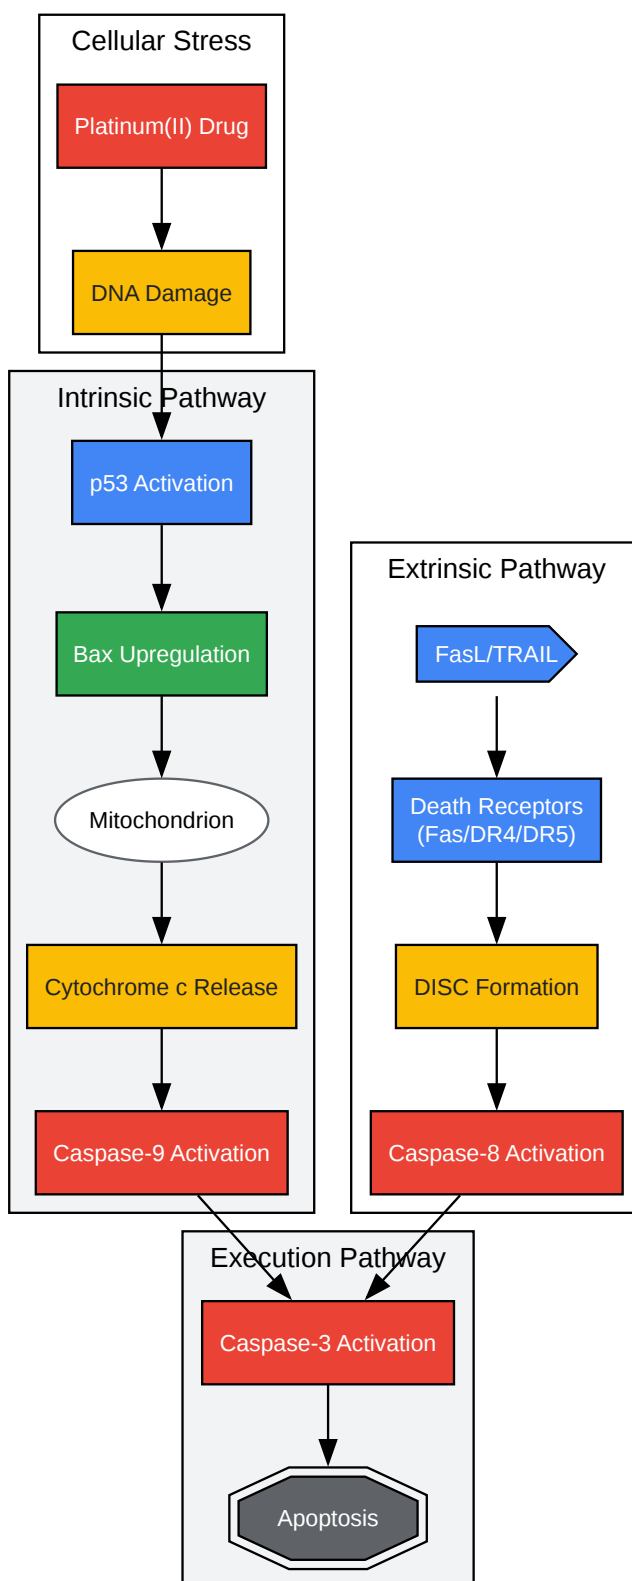 Cellular Stress
Platinum(II) Drug
DNA Damage
Intrinsic Pathway
p53 Activation
Bax Upregulation
Mitochondrion
Cytochrome c Release
Caspase-9 Activation
Extrinsic Pathway
FasL/TRAIL
Death Receptors
(Fas/DR4/DR5)
DISC Formation
Caspase-8 Activation
Execution Pathway
Caspase-3 Activation
Apoptosis